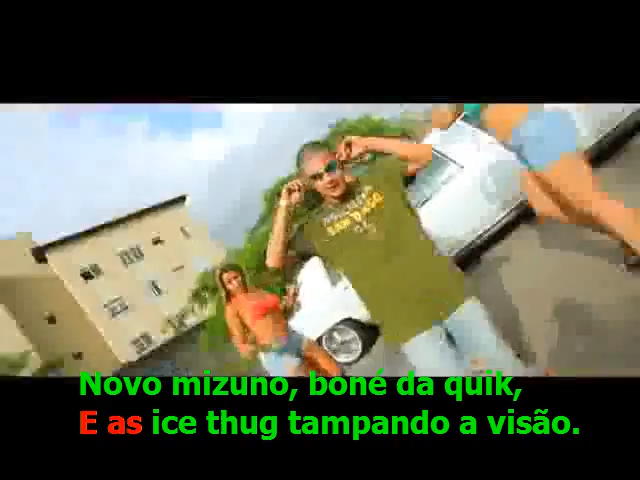 Novo mizuno, boné da quik,
E as ice thug tampando a visão.